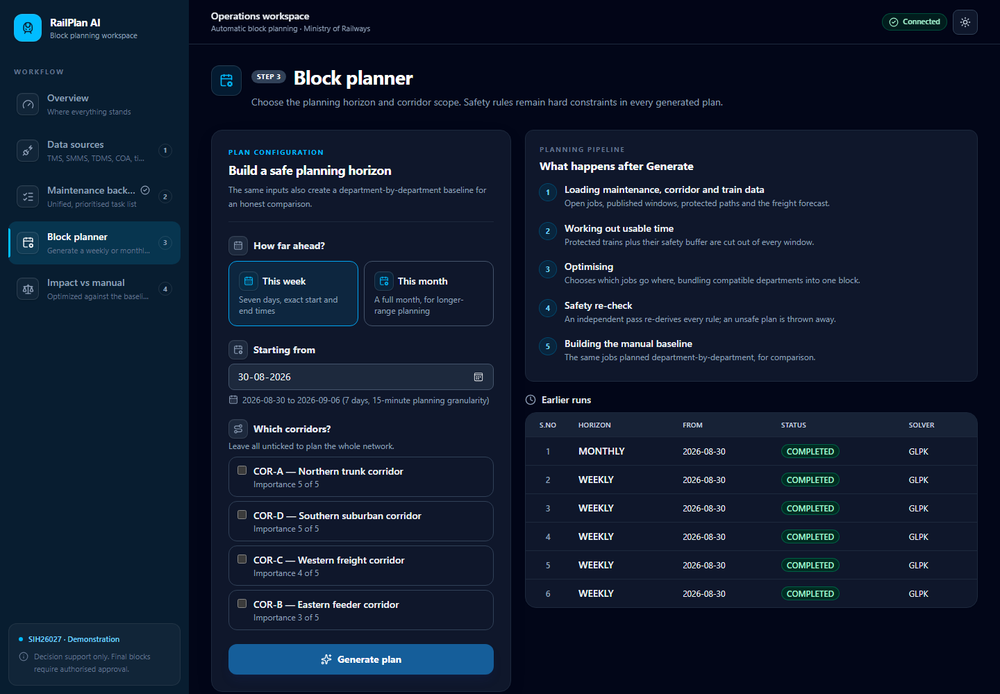 RailPlan AI
Block planning workspace
WORKFLOW
Overview
Where everything stands
Data sources
TMS, SMMS, TDMS, COA, ti...
1
Maintenance back...
Unified, prioritised task list
2
Block planner
Generate a weekly or monthl...
3
Impact vs manual
Optimized against the baseli...
4
SIH26027 · Demonstration
Decision support only. Final blocks
require authorised approval.
Operations workspace
Automatic block planning · Ministry of Railways
Connected
STEP 3
Block planner
Choose the planning horizon and corridor scope. Safety rules remain hard constraints in every generated plan.
PLAN CONFIGURATION
Build a safe planning horizon
The same inputs also create a department-by-department baseline for
an honest comparison.
How far ahead?
This week
Seven days, exact start and
end times
This month
A full month, for longer-
range planning
Starting from
30-08-2026
2026-08-30 to 2026-09-06 (7 days, 15-minute planning granularity)
Which corridors?
Leave all unticked to plan the whole network.
COR-A — Northern trunk corridor
Importance 5 of 5
COR-D — Southern suburban corridor
Importance 5 of 5
COR-C — Western freight corridor
Importance 4 of 5
COR-B — Eastern feeder corridor
Importance 3 of 5
Generate plan
PLANNING PIPELINE
What happens after Generate
1
Loading maintenance, corridor and train data
Open jobs, published windows, protected paths and the freight forecast.
2
Working out usable time
Protected trains plus their safety buffer are cut out of every window.
3
Optimising
Chooses which jobs go where, bundling compatible departments into one block.
4
Safety re-check
An independent pass re-derives every rule; an unsafe plan is thrown away.
5
Building the manual baseline
The same jobs planned department-by-department, for comparison.
Earlier runs
S.NO HORIZON FROM STATUS SOLVER
1 MONTHLY 2026-08-30 COMPLETED GLPK
2 WEEKLY 2026-08-30 COMPLETED GLPK
3 WEEKLY 2026-08-30 COMPLETED GLPK
4 WEEKLY 2026-08-30 COMPLETED GLPK
5 WEEKLY 2026-08-30 COMPLETED GLPK
6 WEEKLY 2026-08-30 COMPLETED GLPK